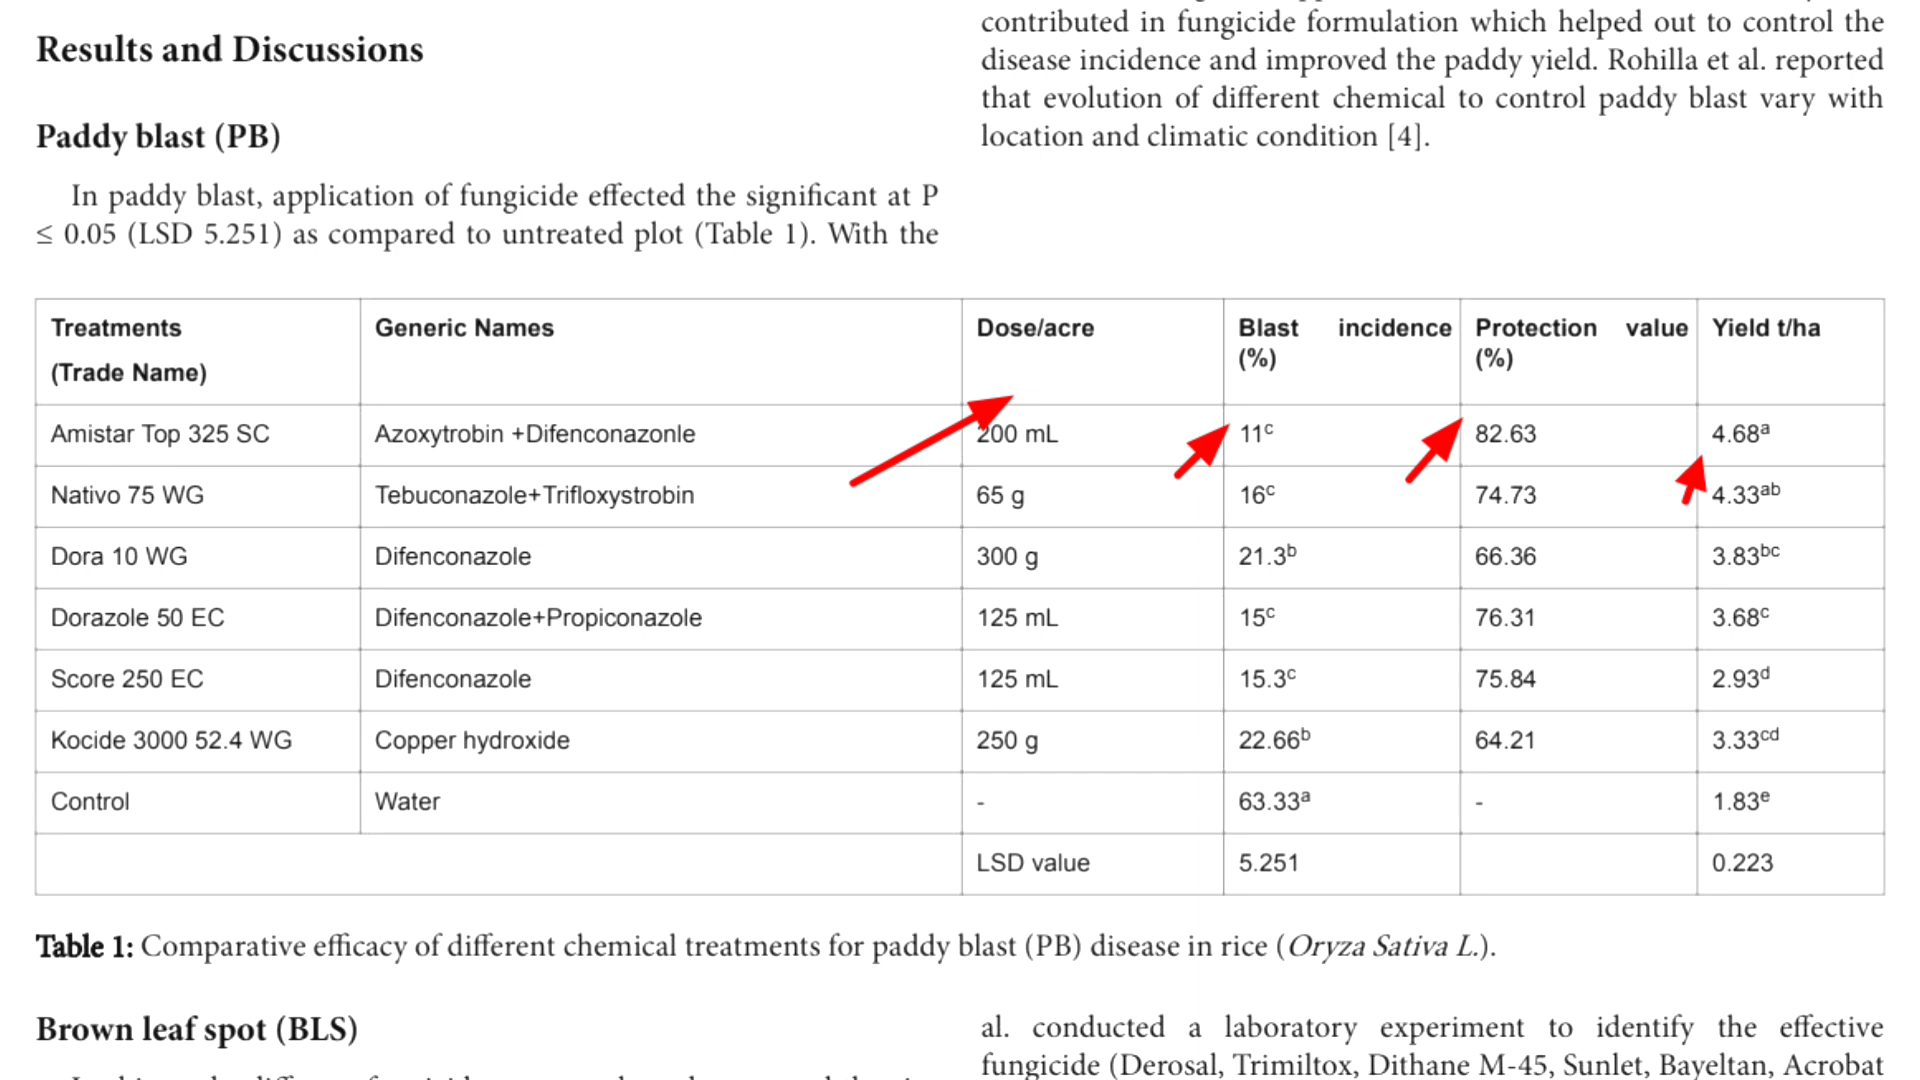 Results and Discussions
Paddy blast (PB)
In paddy blast, application of fungicide effected the significant at P
≤ 0.05 (LSD 5.251) as compared to untreated plot (Table 1). With the
contributed in fungicide formulation which helped out to control the
disease incidence and improved the paddy yield. Rohilla et al. reported
that evolution of different chemical to control paddy blast vary with
location and climatic condition [4].
Treatments (Trade Name) Generic Names Dose/acre Blast incidence (%) Protection value (%) Yield t/ha
Amistar Top 325 SC Azoxytrobin +Difenconazonle 200 mL 11ᶜ 82.63 4.68ᵃ
Nativo 75 WG Tebuconazole+Trifloxystrobin 65 g 16ᶜ 74.73 4.33ᵃᵇ
Dora 10 WG Difenconazole 300 g 21.3ᵇ 66.36 3.83ᵇᶜ
Dorazole 50 EC Difenconazole+Propiconazole 125 mL 15ᶜ 76.31 3.68ᶜ
Score 250 EC Difenconazole 125 mL 15.3ᶜ 75.84 2.93ᵈ
Kocide 3000 52.4 WG Copper hydroxide 250 g 22.66ᵇ 64.21 3.33ᶜᵈ
Control Water - 63.33ᵃ - 1.83ᵉ
LSD value 5.251 0.223
Table 1: Comparative efficacy of different chemical treatments for paddy blast (PB) disease in rice (Oryza Sativa L.).
Brown leaf spot (BLS)
al. conducted a laboratory experiment to identify the effective
fungicide (Derosal, Trimiltox, Dithane M-45, Sunlet, Bayeltan, Acrobat